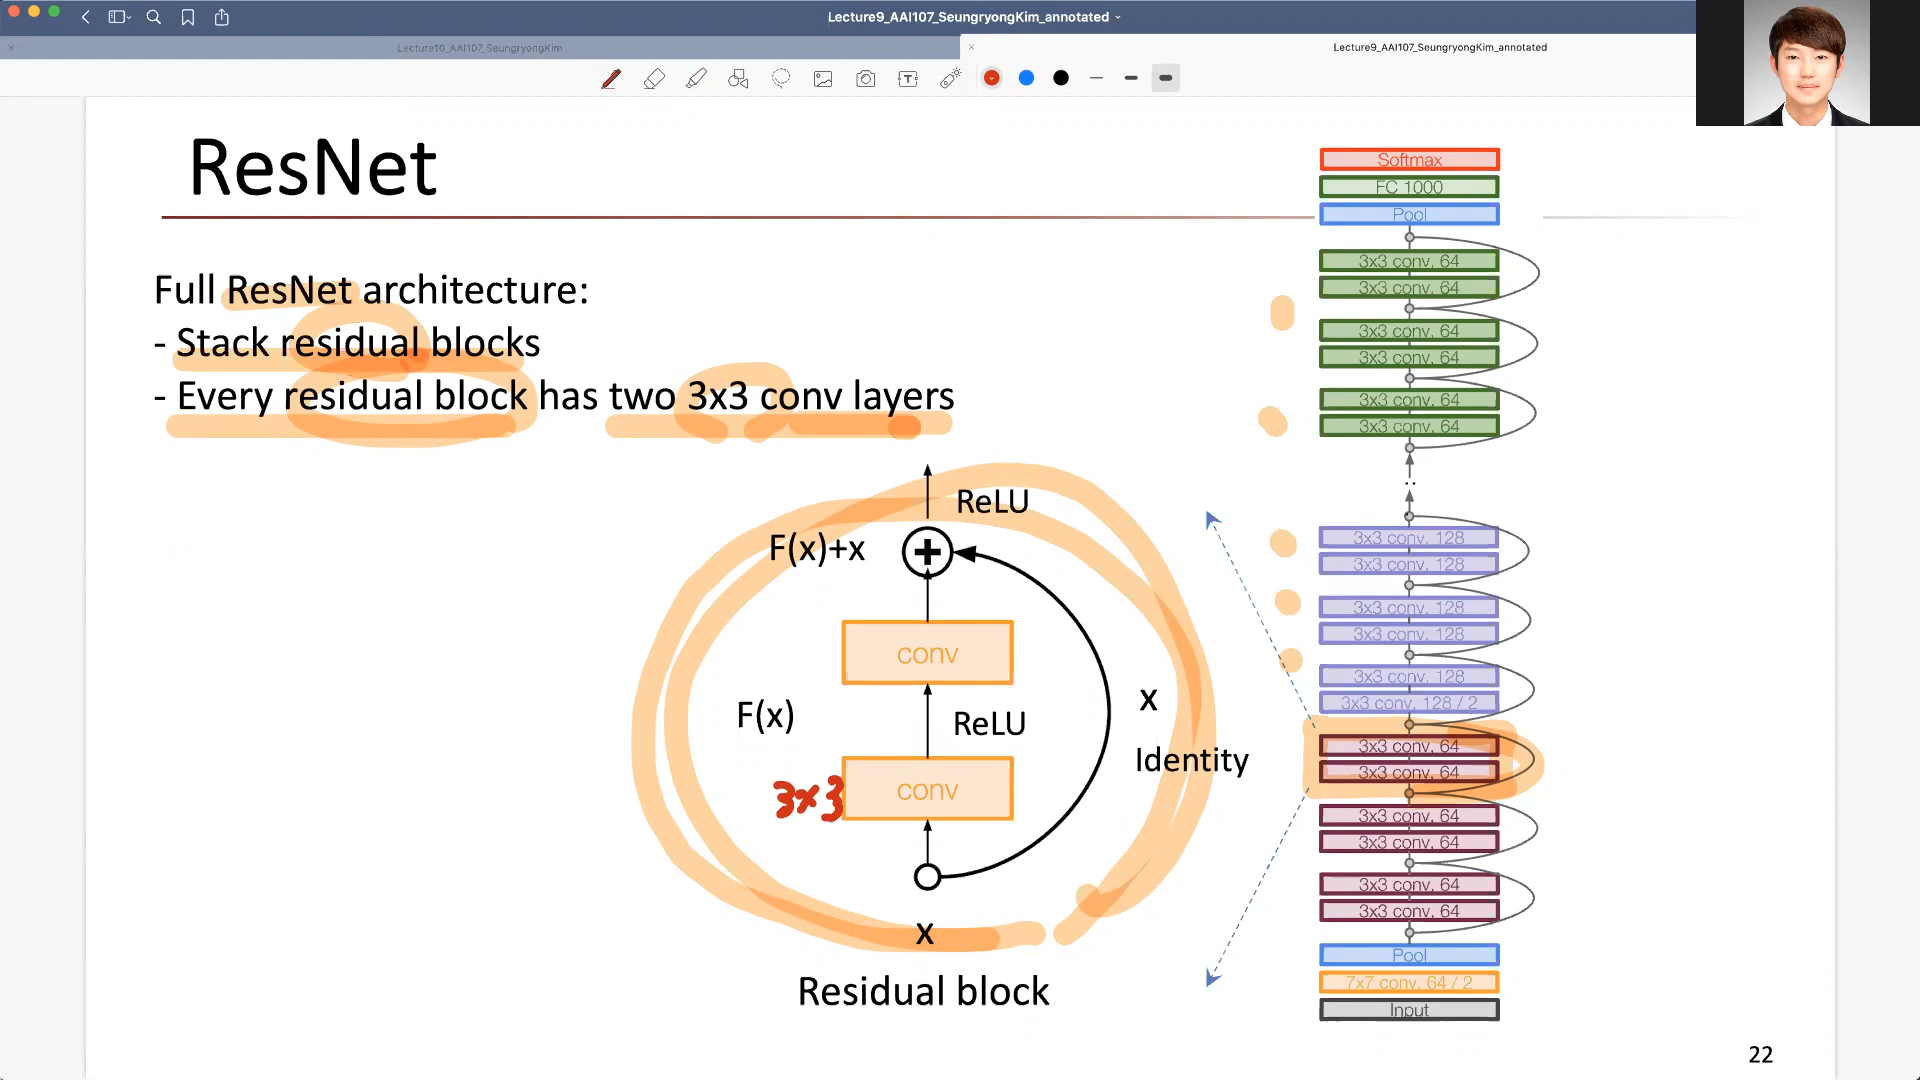 Lecture9_AAI107_SeungryongKim_annotated
Lecture10_AAI107_SeungryongKim
Lecture9_AAI107_SeungryongKim_annotated
ResNet
Full ResNet architecture:
- Stack residual blocks
- Every residual block has two 3x3 conv layers
ReLU
F(x)+x
conv
F(x)
ReLU
x
Identity
3x3
conv
x
Residual block
Softmax
FC 1000
Pool
3x3 conv, 64
3x3 conv, 64
3x3 conv, 64
3x3 conv, 64
3x3 conv, 64
3x3 conv, 64
3x3 conv, 128
3x3 conv, 128
3x3 conv, 128
3x3 conv, 128
3x3 conv, 128
3x3 conv, 128 / 2
3x3 conv, 64
3x3 conv, 64
3x3 conv, 64
3x3 conv, 64
3x3 conv, 64
3x3 conv, 64
Pool
7x7 conv, 64 / 2
Input
22